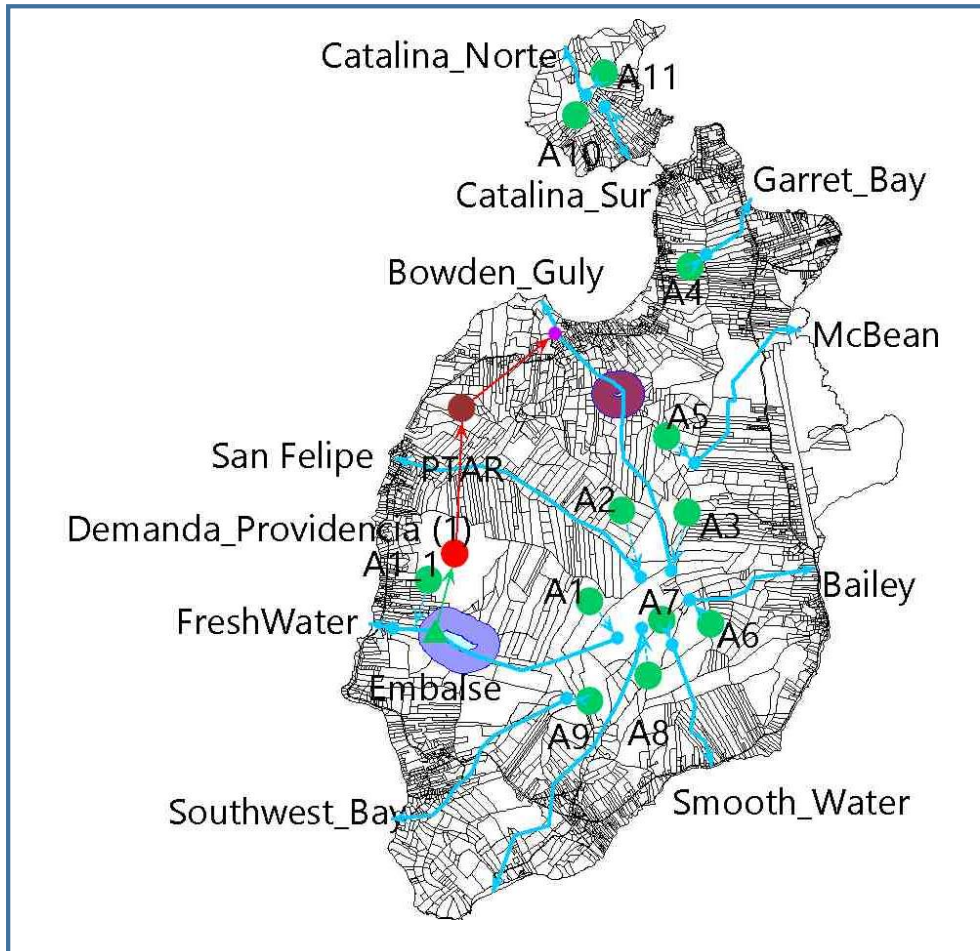 Catalina_Norte
A11
A10
Catalina_Sur
Garret_Bay
Bowden_Guly
A4
McBean
A5
San Felipe
PTAR
A2
A3
Demanda_Providencia (1)
A1_1
A1
Bailey
FreshWater
A7
A6
Embalse
A9
A8
Southwest_Bay
Smooth_Water